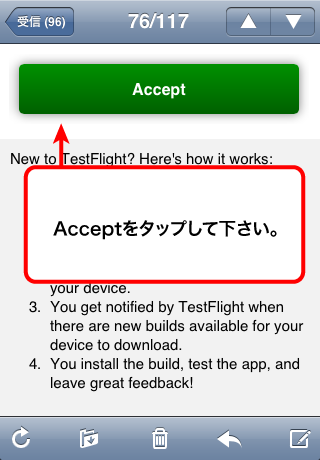 受信 (96)
76/117
Accept
New to TestFlight? Here's how it works:
Acceptをタップして下さい。
your device.
3. You get notified by TestFlight when
there are new builds available for your
device to download.
4. You install the build, test the app, and
leave great feedback!